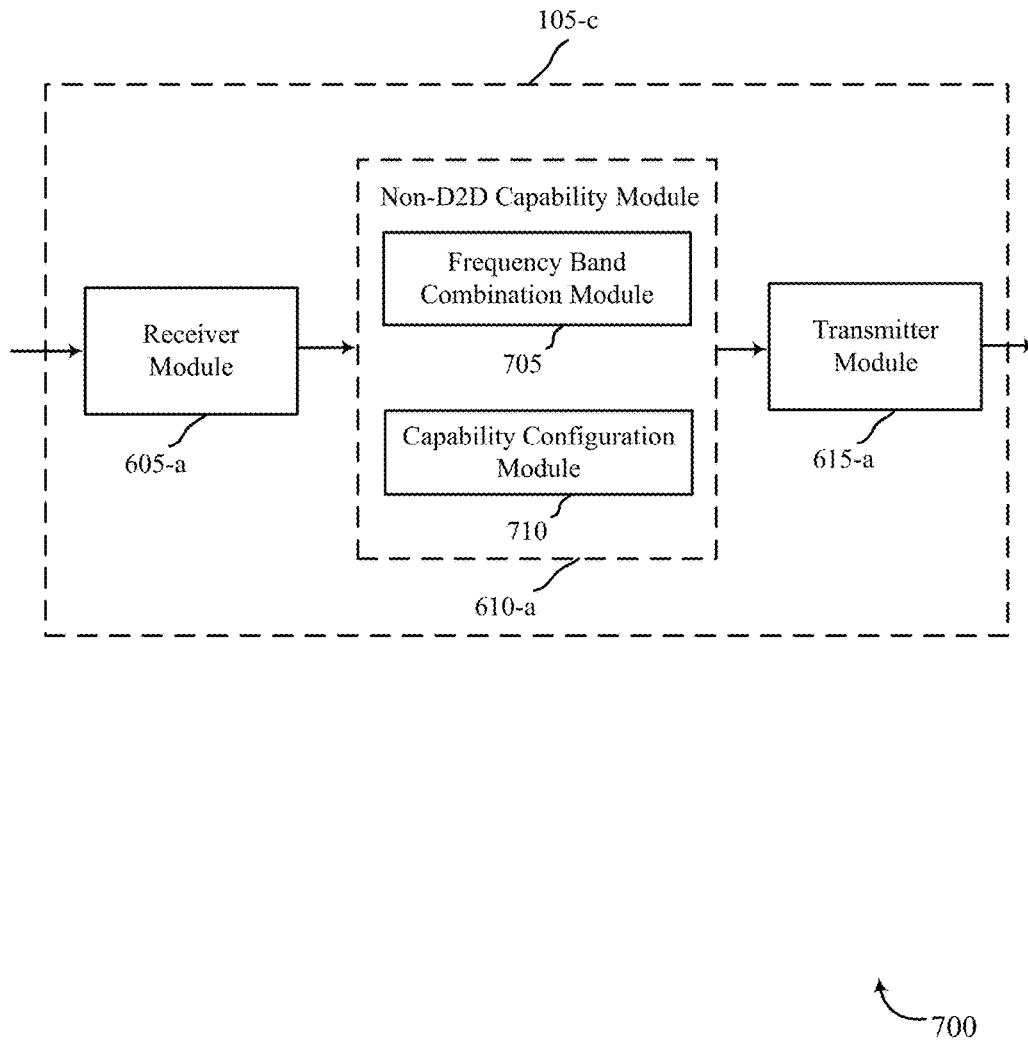 105-c
Non-D2D Capability Module
Frequency Band
Combination Module
705
Receiver
Module
605-a
Transmitter
Module
615-a
Capability Configuration
Module
710
610-a
700